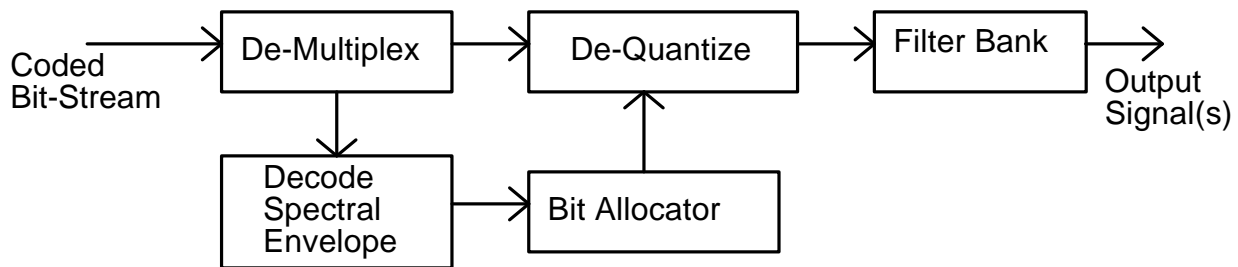 De-Multiplex
De-Quantize
Filter Bank
Coded
Bit-Stream
Output
Signal(s)
Decode
Spectral
Envelope
Bit Allocator